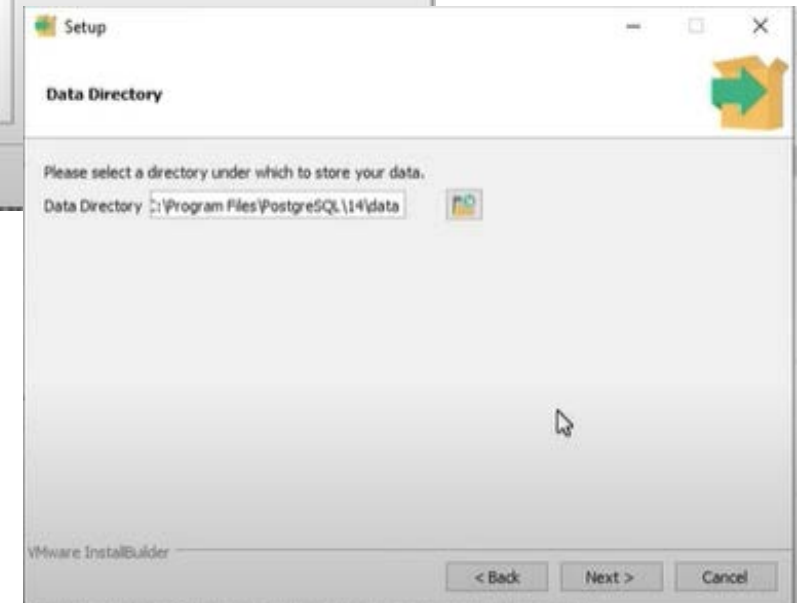 Setup
Data Directory
Please select a directory under which to store your data.
Data Directory :\Program Files\PostgreSQL\14\data
VMware InstallBuilder
< Back Next > Cancel